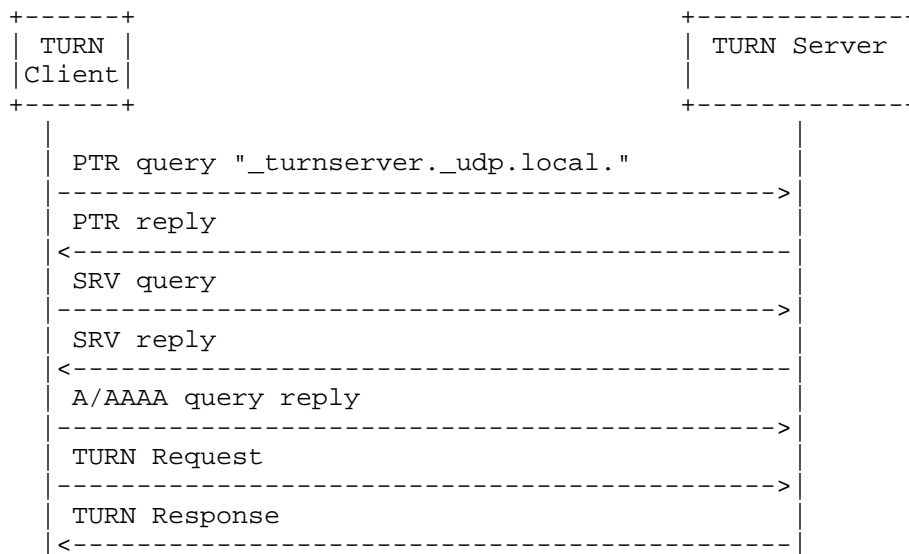 TURN TURN Server
Client
PTR query "_turnserver._udp.local."
PTR reply
SRV query
SRV reply
A/AAAA query reply
TURN Request
TURN Response